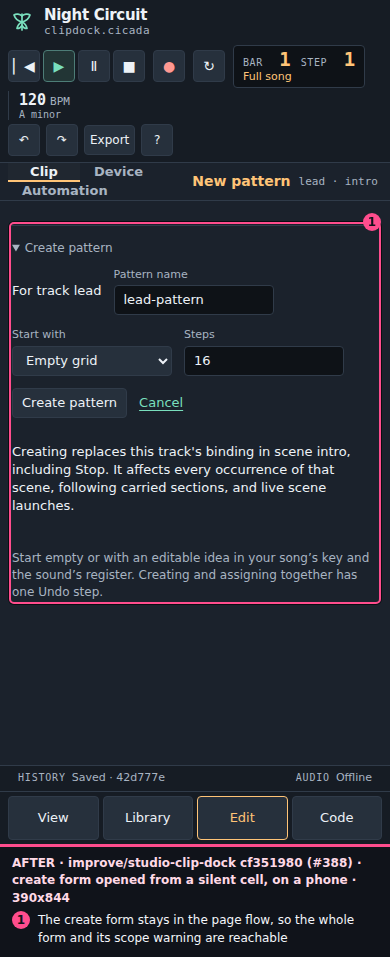 Night Circuit
clipdock.cicada
BAR 1 STEP 1
Full song
120 BPM
A minor
Export ?
Clip Device
Automation
New pattern lead · intro
1
▼ Create pattern
For track lead
Pattern name
lead-pattern
Start with
Steps
Empty grid
16
Create pattern Cancel
Creating replaces this track's binding in scene intro,
including Stop. It affects every occurrence of that
scene, following carried sections, and live scene
launches.
Start empty or with an editable idea in your song's key and
the sound's register. Creating and assigning together has
one Undo step.
HISTORY Saved · 42d777e
AUDIO Offline
View Library Edit Code
AFTER · improve/studio-clip-dock cf351980 (#388) ·
create form opened from a silent cell, on a phone ·
390x844
1 The create form stays in the page flow, so the whole
form and its scope warning are reachable